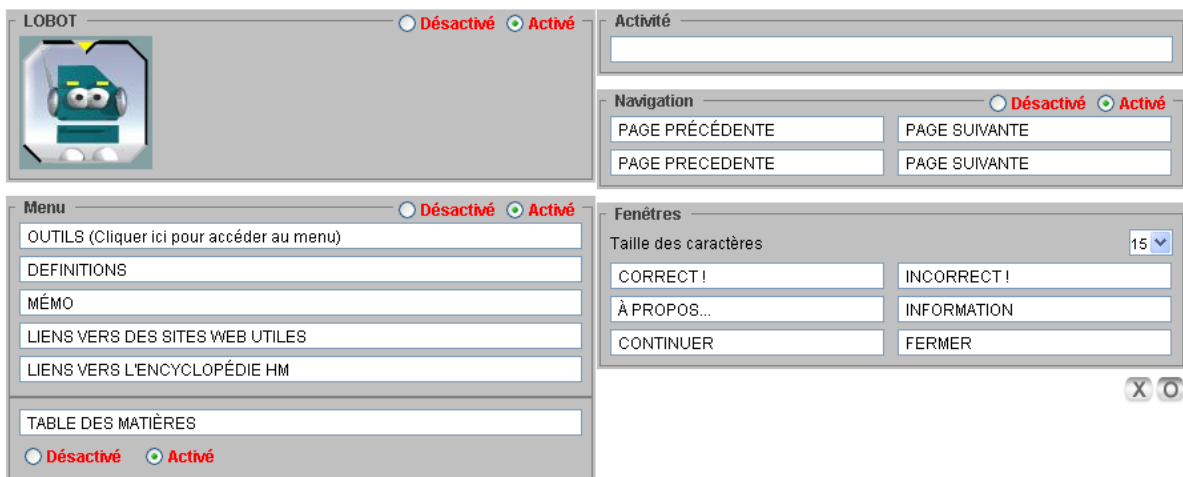 LOBOT
Désactivé Activé
Menu
Désactivé Activé
OUTILS (Cliquer ici pour accéder au menu)
DEFINITIONS
MÉMO
LIENS VERS DES SITES WEB UTILES
LIENS VERS L'ENCYCLOPÉDIE HM
TABLE DES MATIÈRES
Désactivé Activé
Activité
Navigation
Désactivé Activé
PAGE PRÉCÉDENTE PAGE SUIVANTE
PAGE PRECEDENTE PAGE SUIVANTE
Fenêtres
Taille des caractères 15
CORRECT ! INCORRECT !
À PROPOS... INFORMATION
CONTINUER FERMER
X O